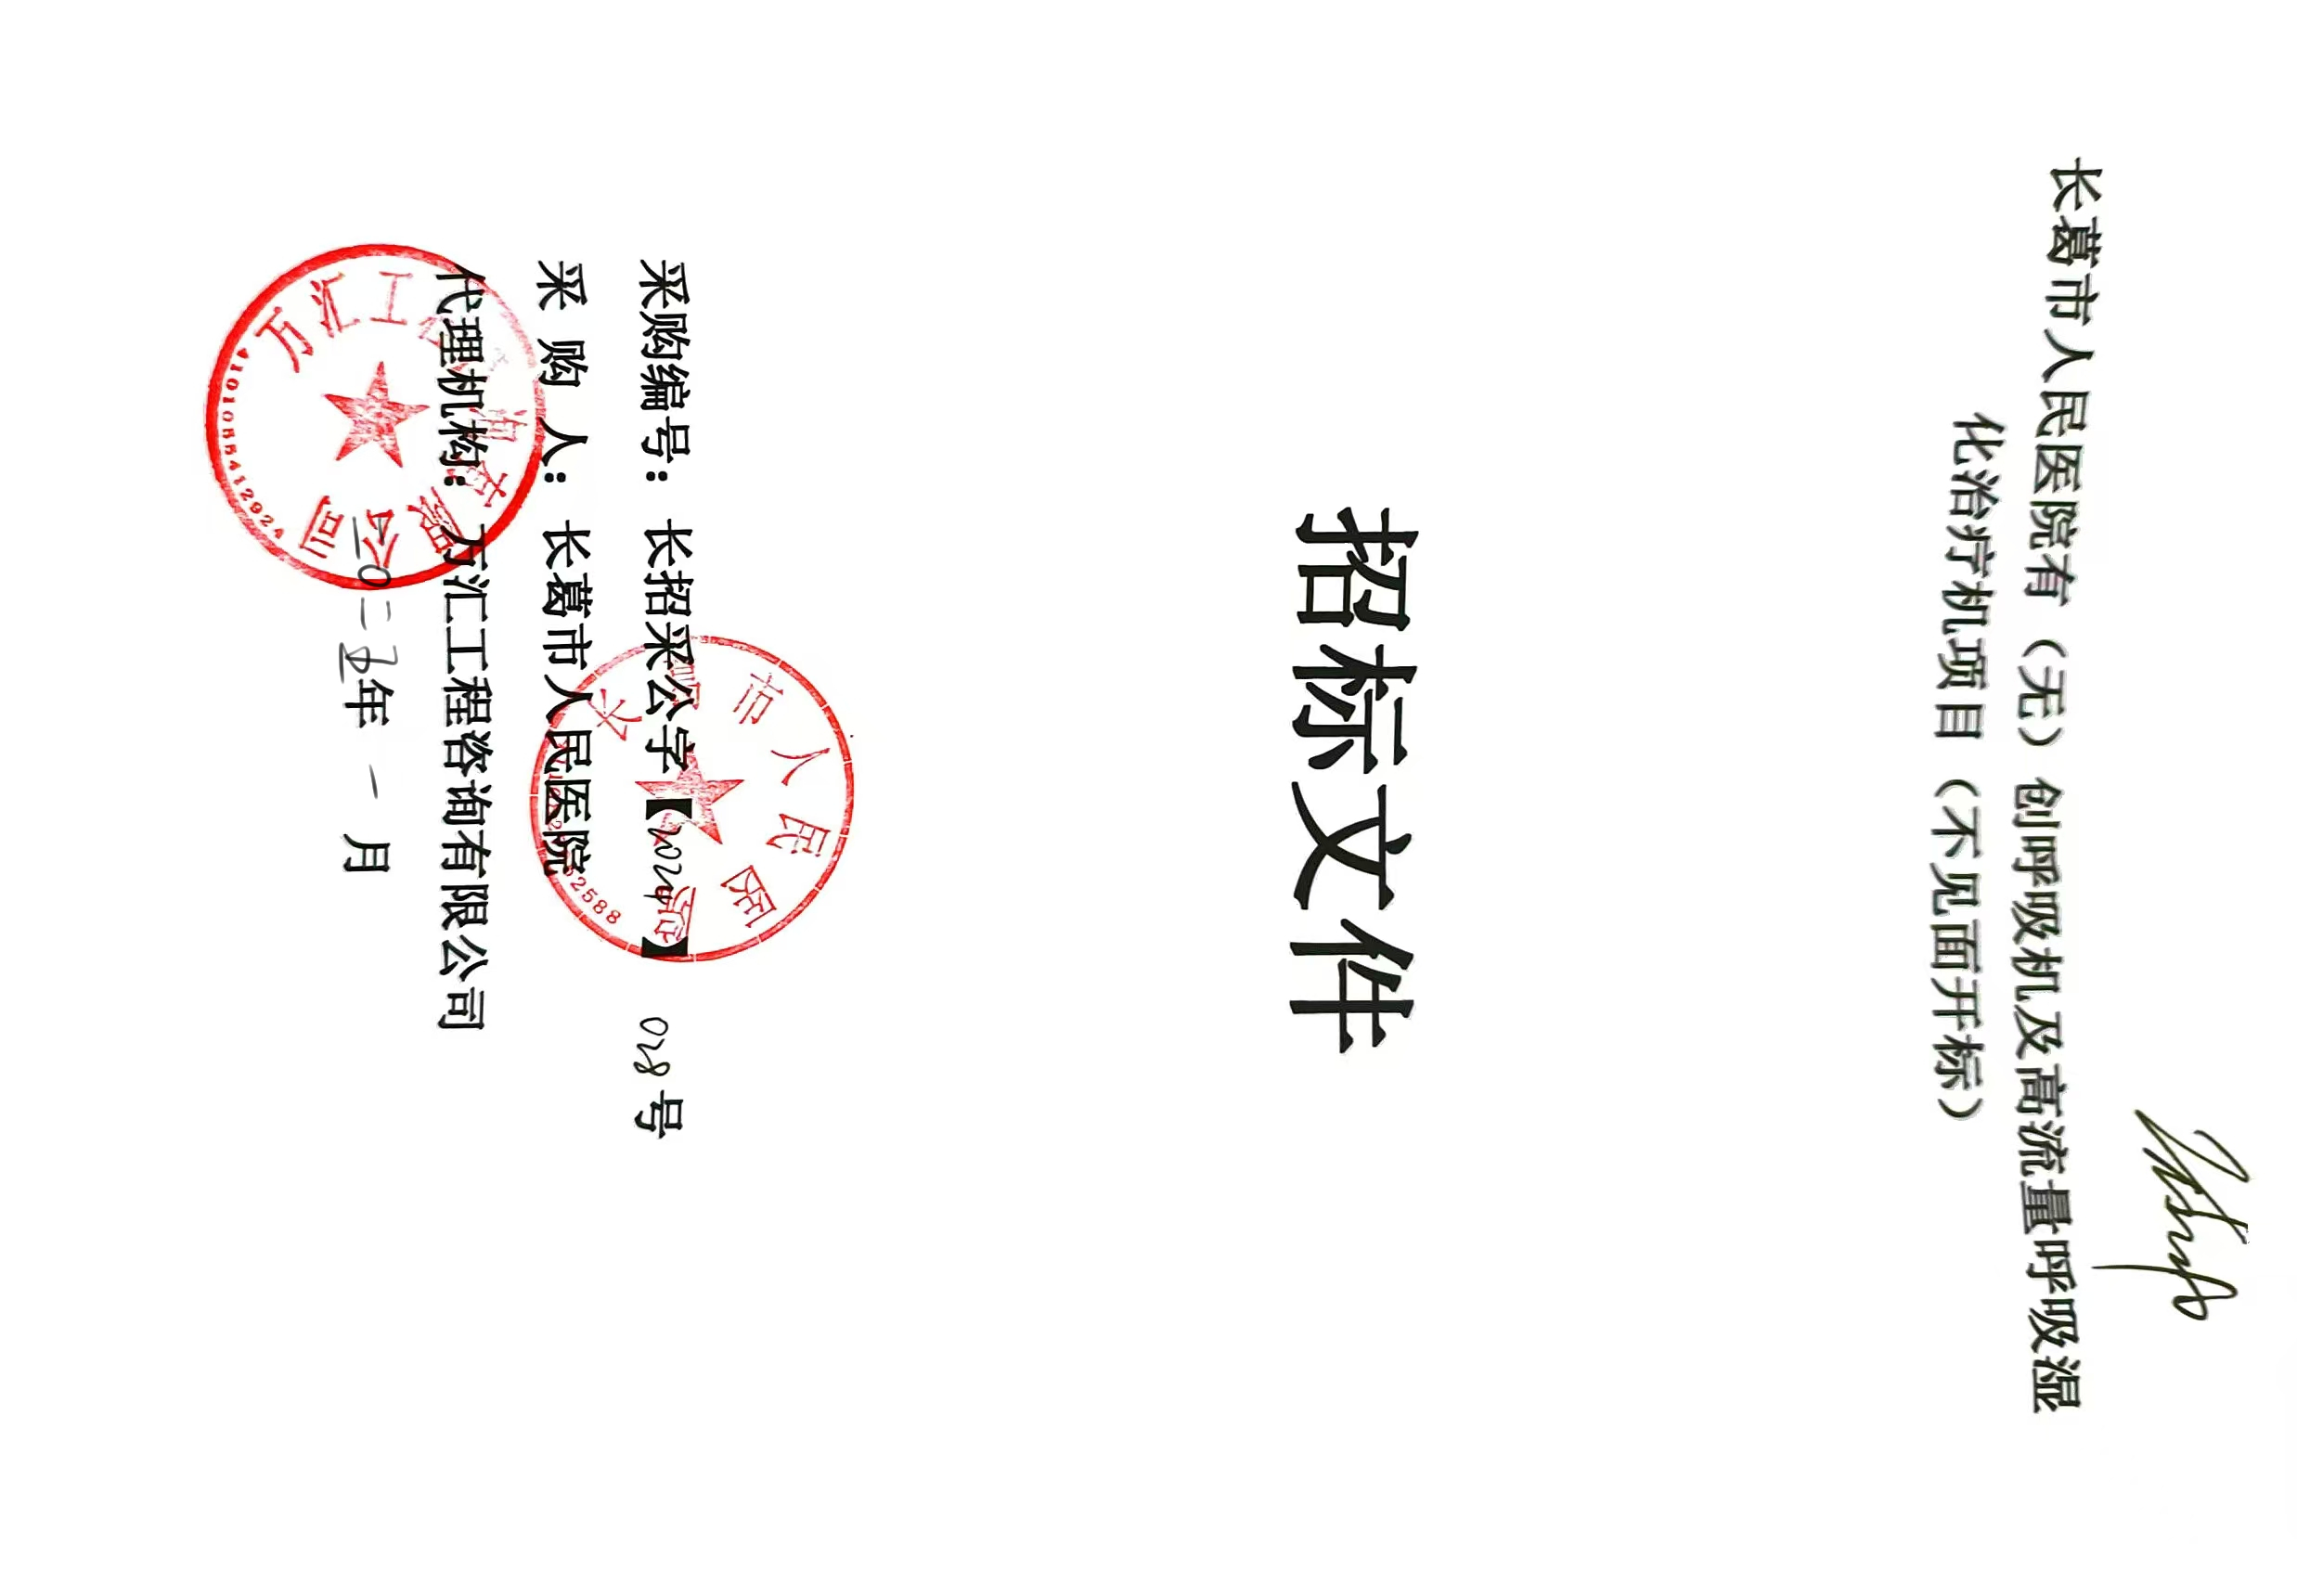 长葛市人民医院有（无）创呼吸机及高流量呼吸湿
化治疗机项目（不见面开标）
招标文件
采购编号：长招采公字【2024】028号
采购人：长葛市人民医院
代理机构：万汇工程咨询有限公司
二〇二五年一月